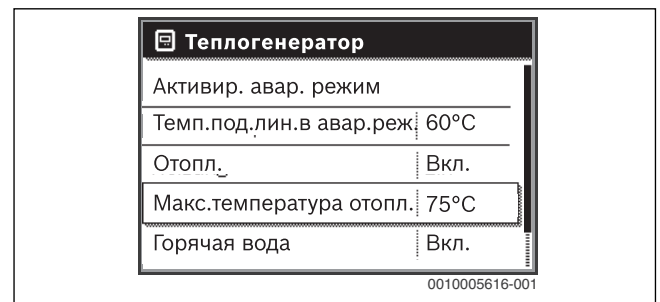 Теплогенератор
Активир. авар. режим
Темп.под.лин.в авар.реж. 60°C
Отопл. Вкл.
Макс.температура отопл. 75°C
Горячая вода Вкл.
0010005616-001